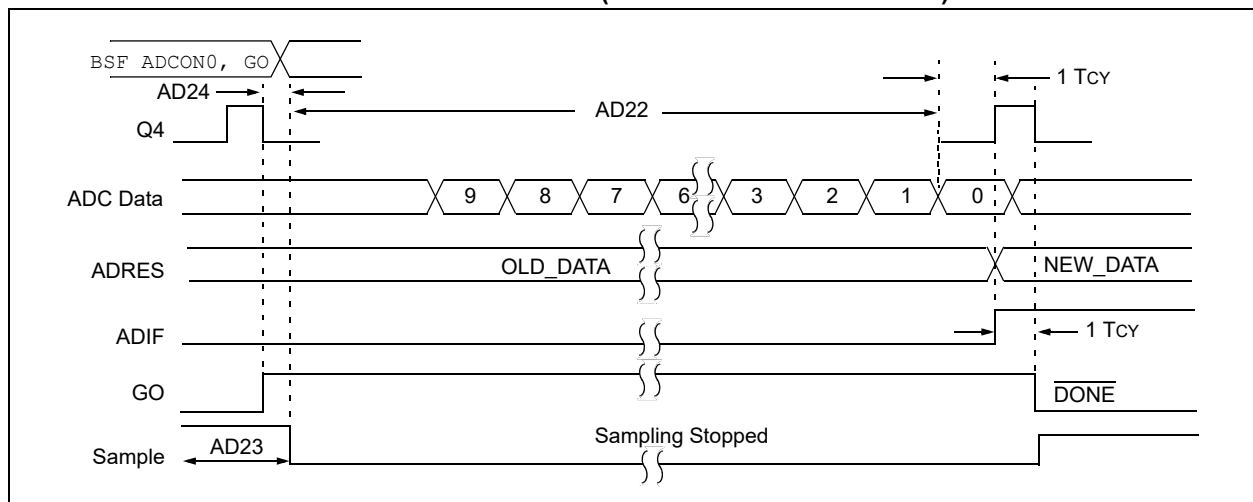 BSF ADCON0, GO
1 TCY
AD24
AD22
Q4
ADC Data
9 8 7 6 3 2 1 0
ADRES
OLD_DATA
NEW_DATA
ADIF
1 TCY
GO
DONE
Sampling Stopped
Sample
AD23